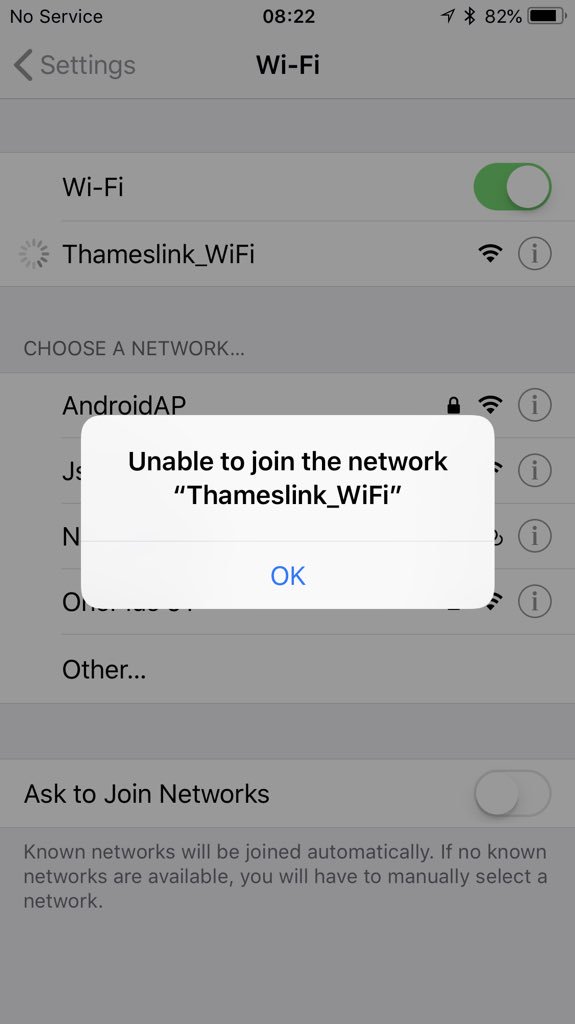 No Service 08:22 82%
Settings Wi-Fi
Wi-Fi
Thameslink_WiFi
CHOOSE A NETWORK...
AndroidAP
Unable to join the network
“Thameslink_WiFi”
OK
Other...
Ask to Join Networks
Known networks will be joined automatically. If no known
networks are available, you will have to manually select a
network.